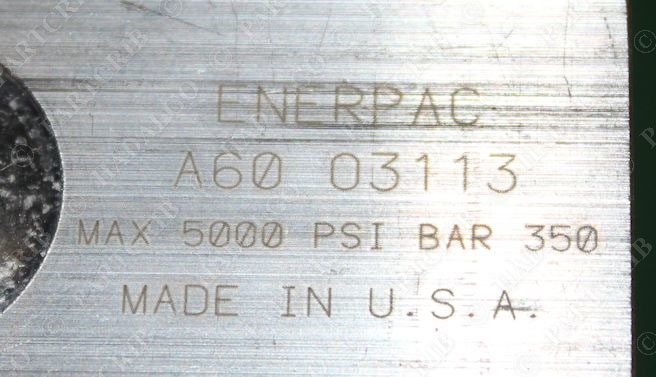 ENERPAC
A60 03113
MAX 5000 PSI BAR 350
MADE IN U.S.A.